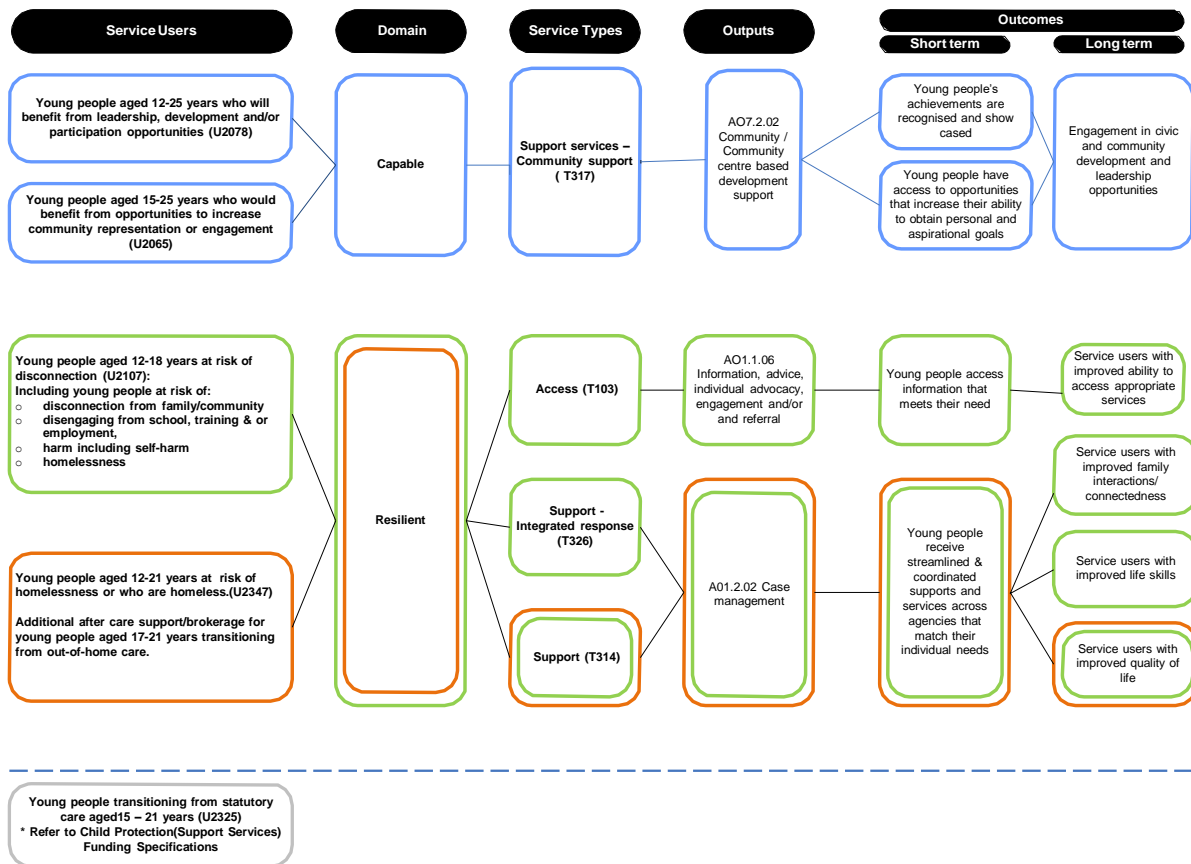 Service Users
Domain
Service Types
Outputs
Outcomes
Short term
Long term
Young people aged 12-25 years who will
benefit from leadership, development and/or
participation opportunities (U2078)
Young people aged 15-25 years who would
benefit from opportunities to increase
community representation or engagement
(U2065)
Capable
Support services –
Community support
( T317)
AO7.2.02
Community /
Community
centre based
development
support
Young people's
achievements are
recognised and show
cased
Young people have
access to opportunities
that increase their ability
to obtain personal and
aspirational goals
Engagement in civic
and community
development and
leadership
opportunities
Young people aged 12-18 years at risk of
disconnection (U2107):
Including young people at risk of:
o disconnection from family/community
o disengaging from school, training & or
employment,
o harm including self-harm
o homelessness
Young people aged 12-21 years at risk of
homelessness or who are homeless.(U2347)
Additional after care support/brokerage for
young people aged 17-21 years transitioning
from out-of-home care.
Resilient
Access (T103)
Support -
Integrated response
(T326)
Support (T314)
AO1.1.06
Information, advice,
individual advocacy,
engagement and/or
and referral
A01.2.02 Case
management
Young people access
information that
meets their need
Young people
receive
streamlined &
coordinated
supports and
services across
agencies that
match their
individual needs
Service users with
improved ability to
access appropriate
services
Service users with
improved family
interactions/
connectedness
Service users with
improved life skills
Service users with
improved quality of
life
Young people transitioning from statutory
care aged15 – 21 years (U2325)
* Refer to Child Protection(Support Services)
Funding Specifications